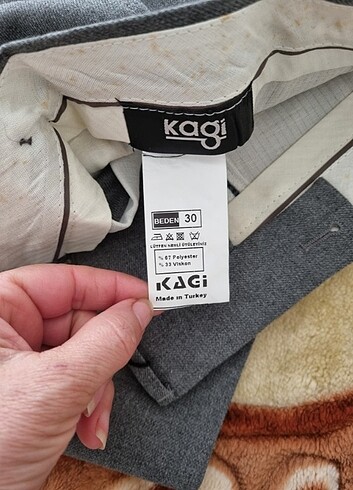 kagi
BEDEN 30
LÜTFEN NEMLİ ÜTÜLEYİNİZ
% 67 Polyester
% 33 Viskon
KAGi
Made in Turkey